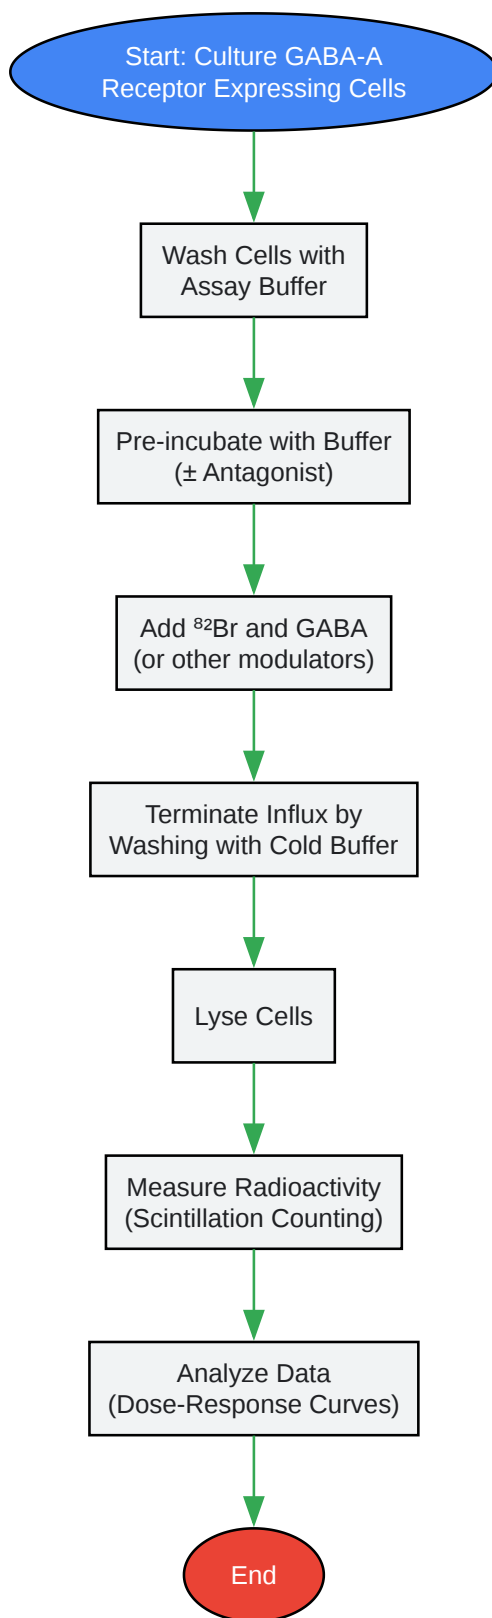 Start: Culture GABA-A
Receptor Expressing Cells
Wash Cells with
Assay Buffer
Pre-incubate with Buffer
(± Antagonist)
Add ⁸²Br and GABA
(or other modulators)
Terminate Influx by
Washing with Cold Buffer
Lyse Cells
Measure Radioactivity
(Scintillation Counting)
Analyze Data
(Dose-Response Curves)
End